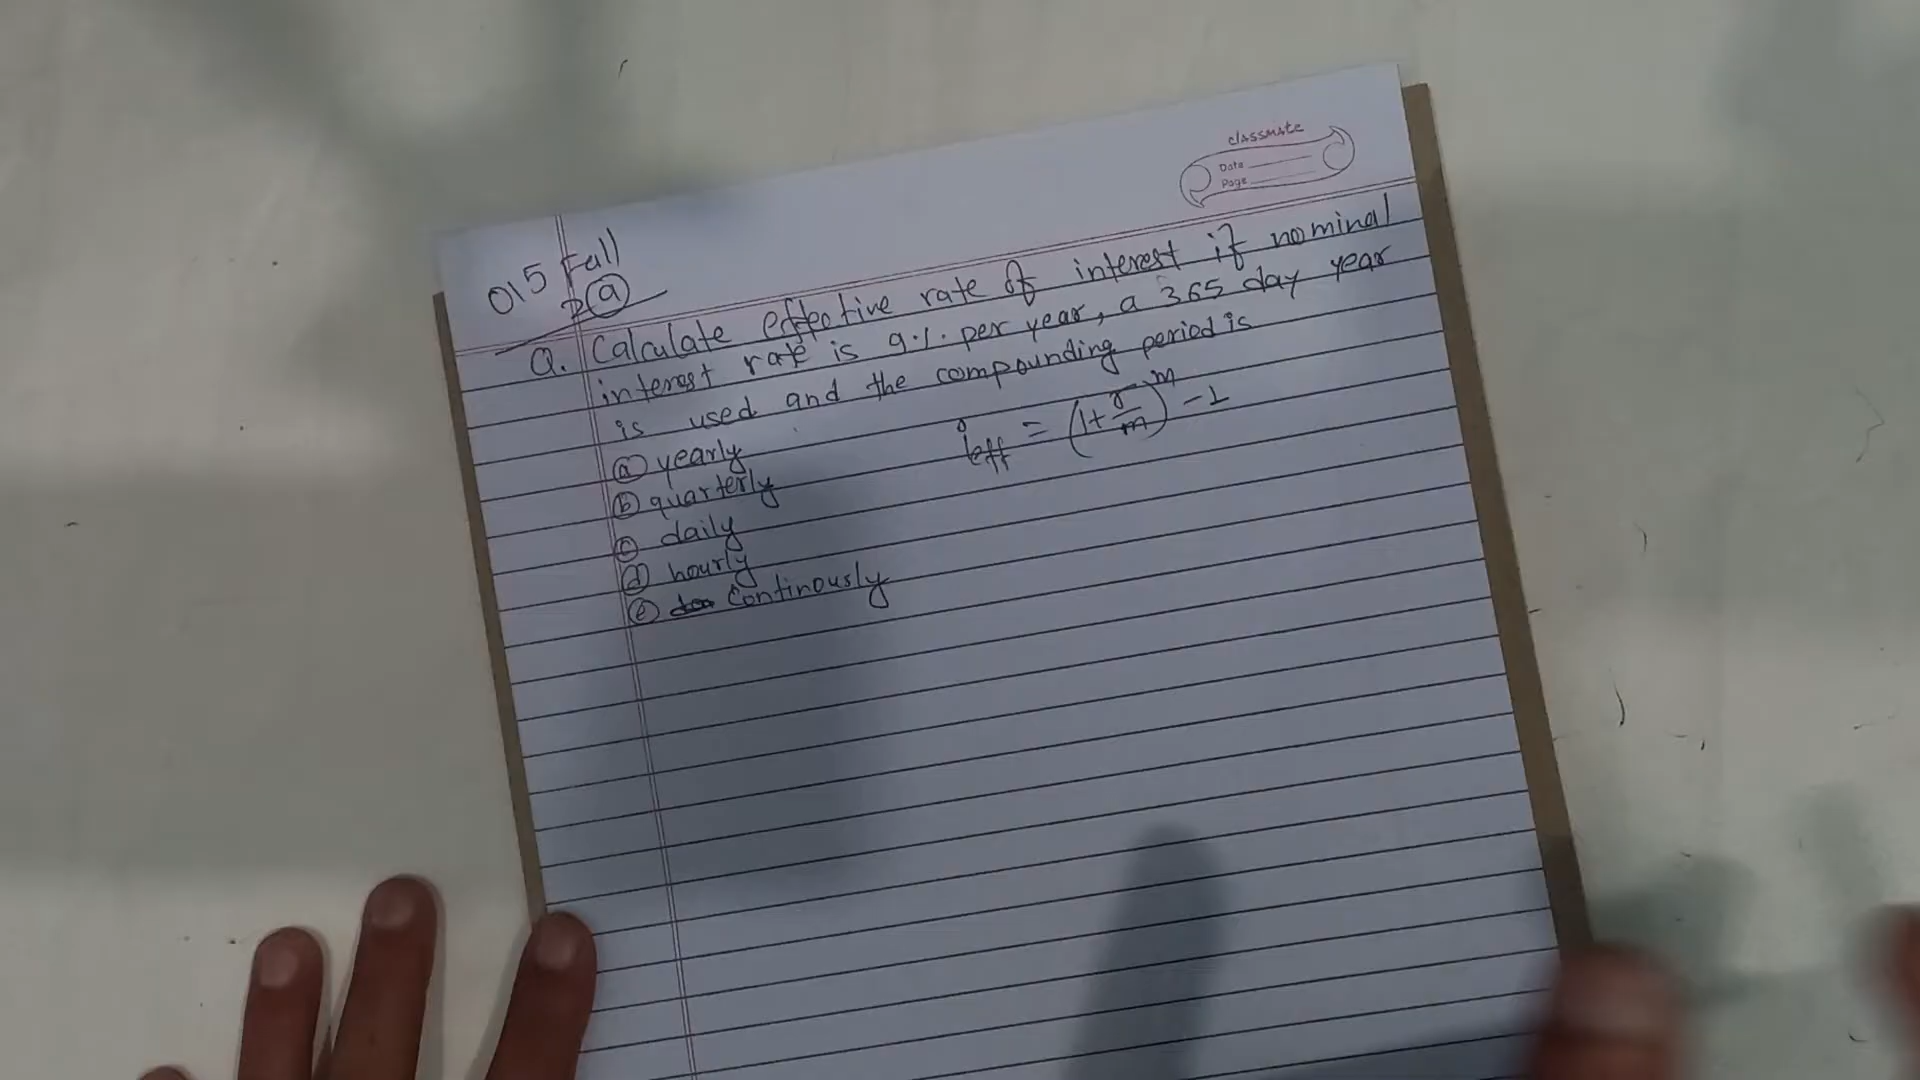 classmate
Date
Page
015 Fall
2 (a)
Q. Calculate effective rate of interest if nominal
interest rate is 9.1. per year, a 365 day year
is used and the compounding period is
(a) yearly
(b) quarterly
(c) daily
(d) hourly
(e) continously
i_eff = (1+r/m)^m -1